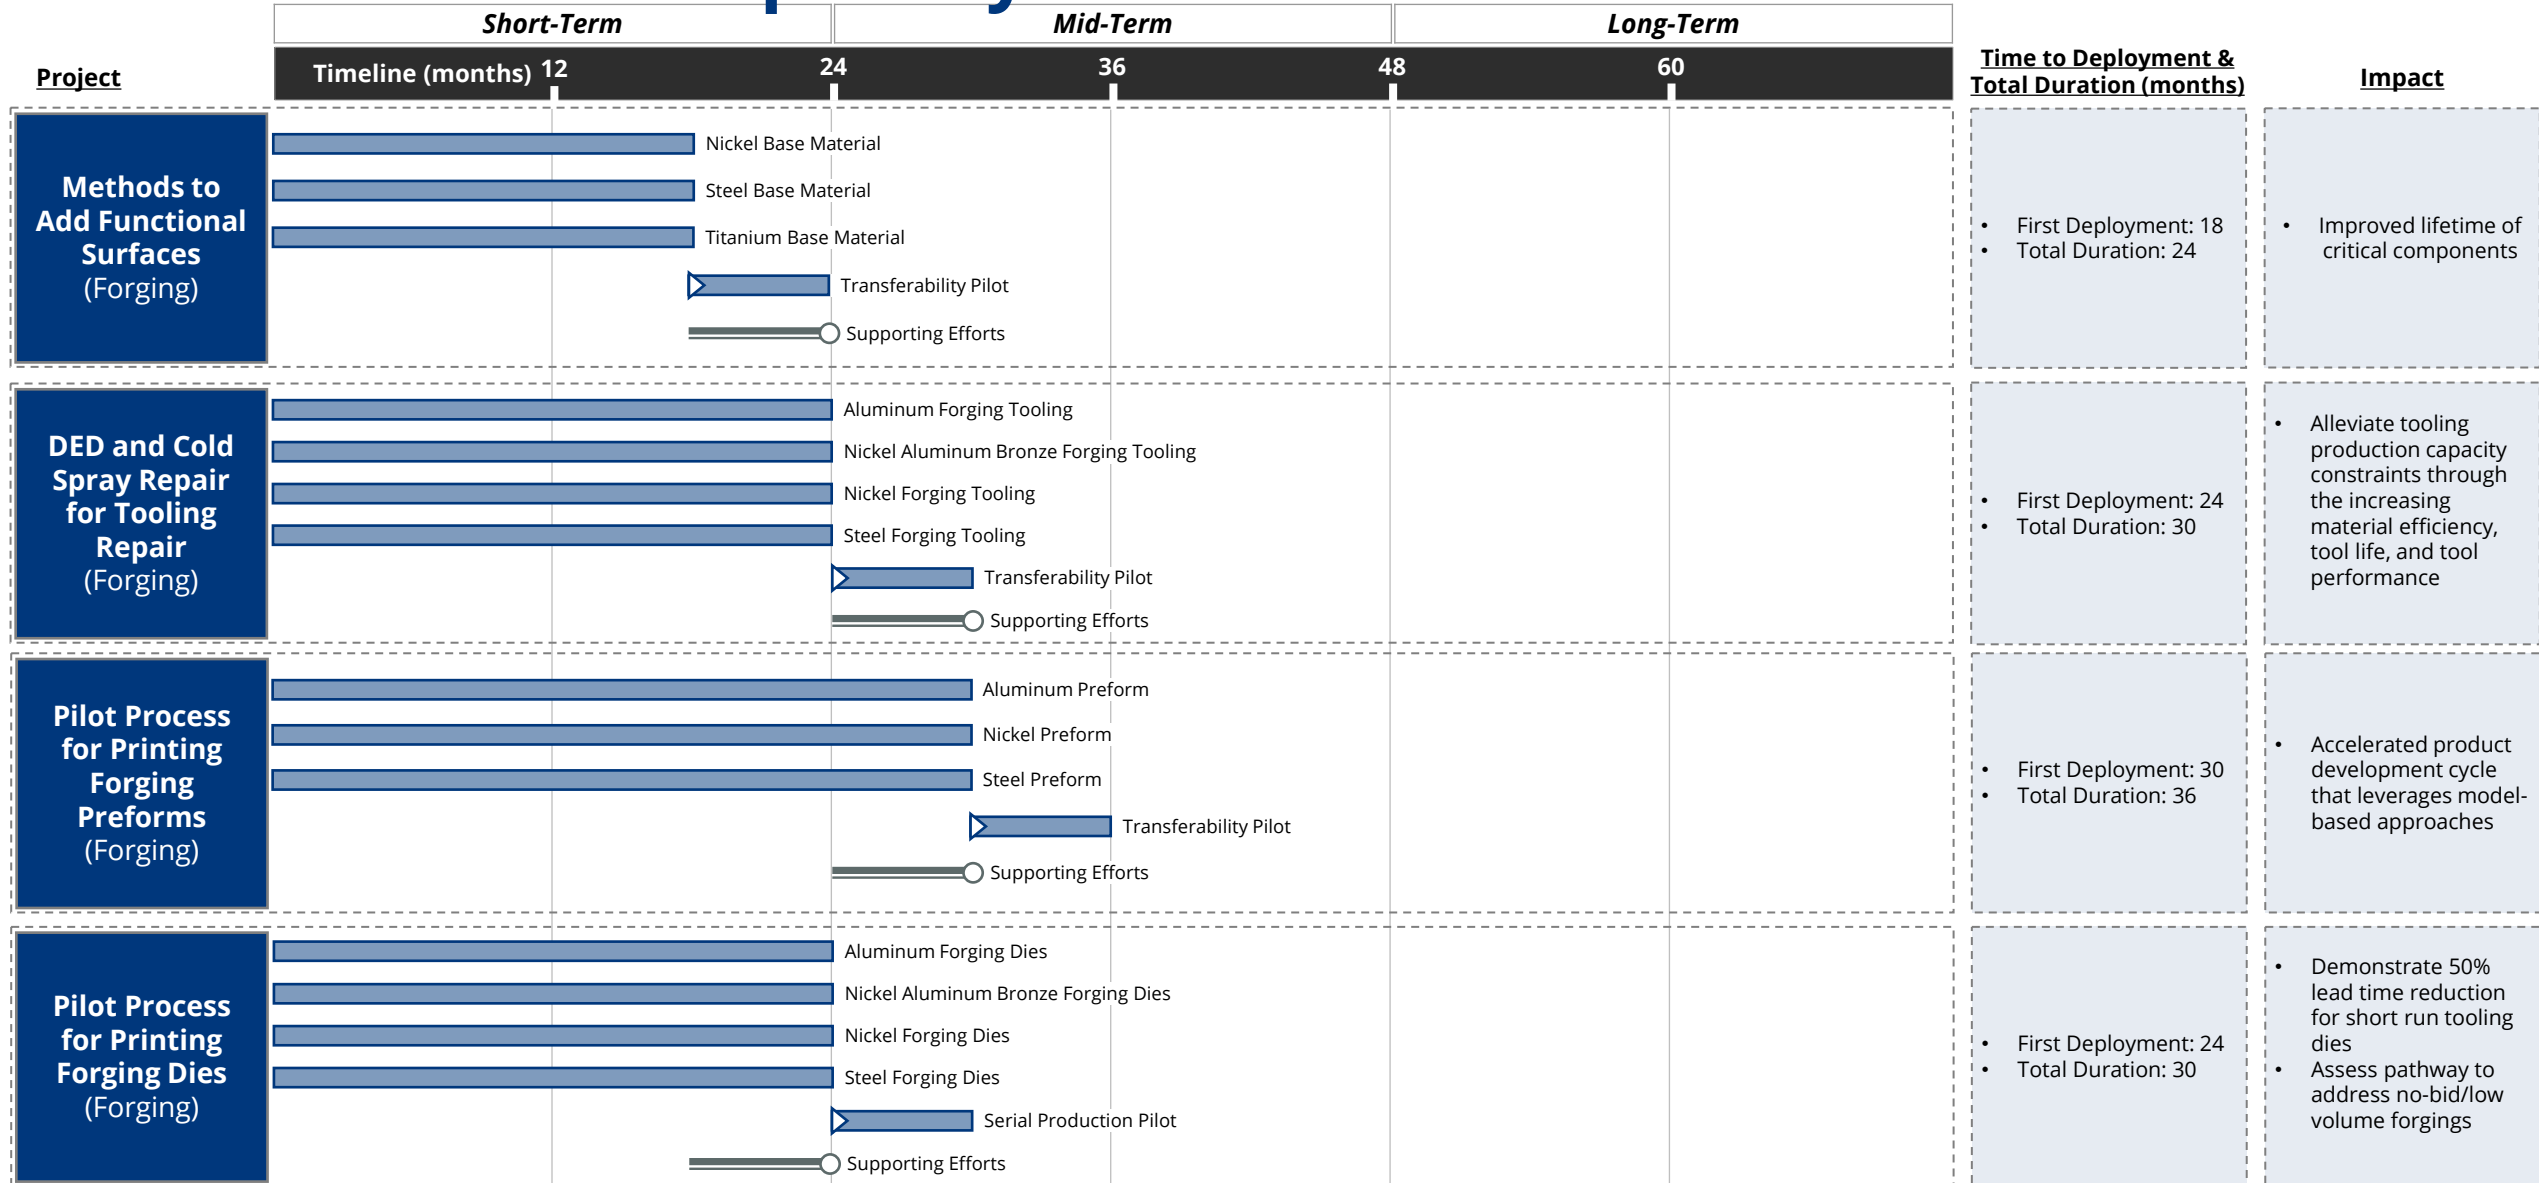 Short-Term
Mid-Term
Long-Term
Project
Timeline (months)
12
24
36
48
60
Time to Deployment &
Total Duration (months)
Impact
Methods to
Add Functional
Surfaces
(Forging)
Nickel Base Material
Steel Base Material
Titanium Base Material
Transferability Pilot
Supporting Efforts
• First Deployment: 18
• Total Duration: 24
• Improved lifetime of
critical components
DED and Cold
Spray Repair
for Tooling
Repair
(Forging)
Aluminum Forging Tooling
Nickel Aluminum Bronze Forging Tooling
Nickel Forging Tooling
Steel Forging Tooling
Transferability Pilot
Supporting Efforts
• First Deployment: 24
• Total Duration: 30
• Alleviate tooling
production capacity
constraints through
the increasing
material efficiency,
tool life, and tool
performance
Pilot Process
for Printing
Forging
Preforms
(Forging)
Aluminum Preform
Nickel Preform
Steel Preform
Transferability Pilot
Supporting Efforts
• First Deployment: 30
• Total Duration: 36
• Accelerated product
development cycle
that leverages model-
based approaches
Pilot Process
for Printing
Forging Dies
(Forging)
Aluminum Forging Dies
Nickel Aluminum Bronze Forging Dies
Nickel Forging Dies
Steel Forging Dies
Serial Production Pilot
Supporting Efforts
• First Deployment: 24
• Total Duration: 30
• Demonstrate 50%
lead time reduction
for short run tooling
dies
• Assess pathway to
address no-bid/low
volume forgings